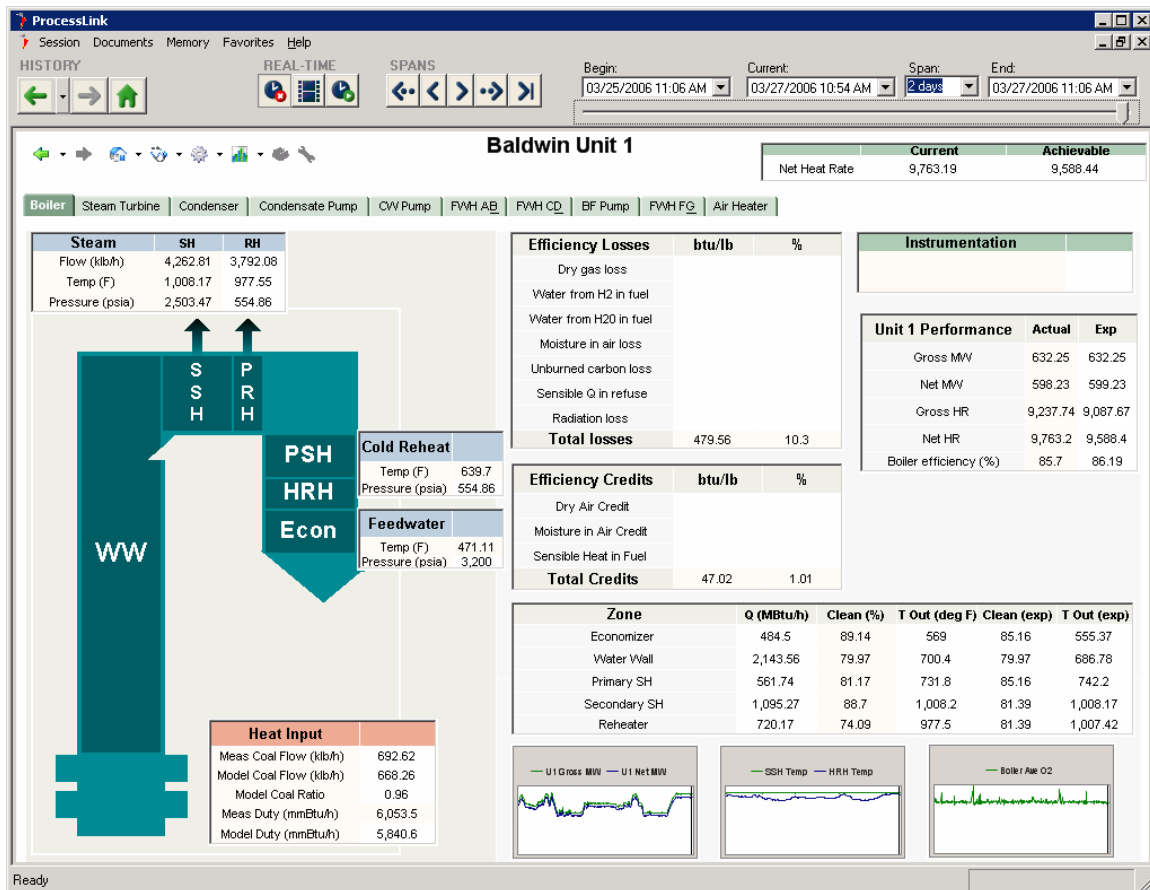 ProcessLink
Session Documents Memory Favorites Help
HISTORY REAL-TIME SPANS
Begin: Current: Span: End:
03/25/2006 11:06 AM 03/27/2006 10:54 AM 2 days 03/27/2006 11:06 AM
Baldwin Unit 1
Current Achievable
Net Heat Rate 9,763.19 9,588.44
Boiler Steam Turbine Condenser Condensate Pump CW Pump FWH AB FWH CD BF Pump FWH FG Air Heater
Steam SH RH
Flow (klb/h) 4,262.81 3,792.08
Temp (F) 1,008.17 977.55
Pressure (psia) 2,503.47 554.86
SSH PRH
PSH
HRH
Econ
WW
Cold Reheat
Temp (F) 639.7
Pressure (psia) 554.86
Feedwater
Temp (F) 471.11
Pressure (psia) 3,200
Heat Input
Meas Coal Flow (klb/h) 692.62
Model Coal Flow (klb/h) 668.26
Model Coal Ratio 0.96
Meas Duty (mmBtu/h) 6,053.5
Model Duty (mmBtu/h) 5,840.6
Efficiency Losses btu/lb %
Dry gas loss
Water from H2 in fuel
Water from H20 in fuel
Moisture in air loss
Unburned carbon loss
Sensible Q in refuse
Radiation loss
Total losses 479.56 10.3
Efficiency Credits btu/lb %
Dry Air Credit
Moisture in Air Credit
Sensible Heat in Fuel
Total Credits 47.02 1.01
Instrumentation
Unit 1 Performance Actual Exp
Gross MW 632.25 632.25
Net MW 598.23 599.23
Gross HR 9,237.74 9,087.67
Net HR 9,763.2 9,588.4
Boiler efficiency (%) 85.7 86.19
Zone Q (MBtu/h) Clean (%) T Out (deg F) Clean (exp) T Out (exp)
Economizer 484.5 89.14 569 85.16 555.37
Water Wall 2,143.56 79.97 700.4 79.97 686.78
Primary SH 561.74 81.17 731.8 85.16 742.2
Secondary SH 1,095.27 88.7 1,008.2 81.39 1,008.17
Reheater 720.17 74.09 977.5 81.39 1,007.42
U1 Gross MW U1 Net MW
SSH Temp HRH Temp
Boiler Ave O2
Ready